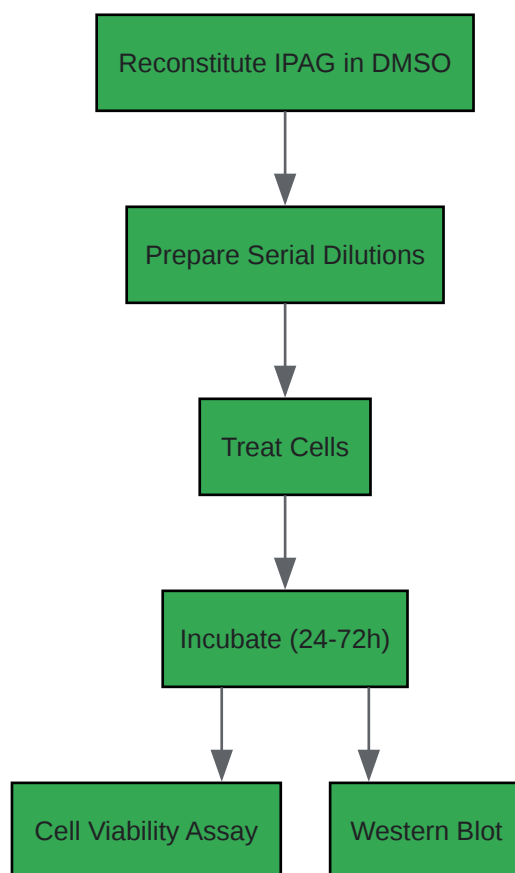 Reconstitute IPAG in DMSO
Prepare Serial Dilutions
Treat Cells
Incubate (24-72h)
Cell Viability Assay
Western Blot